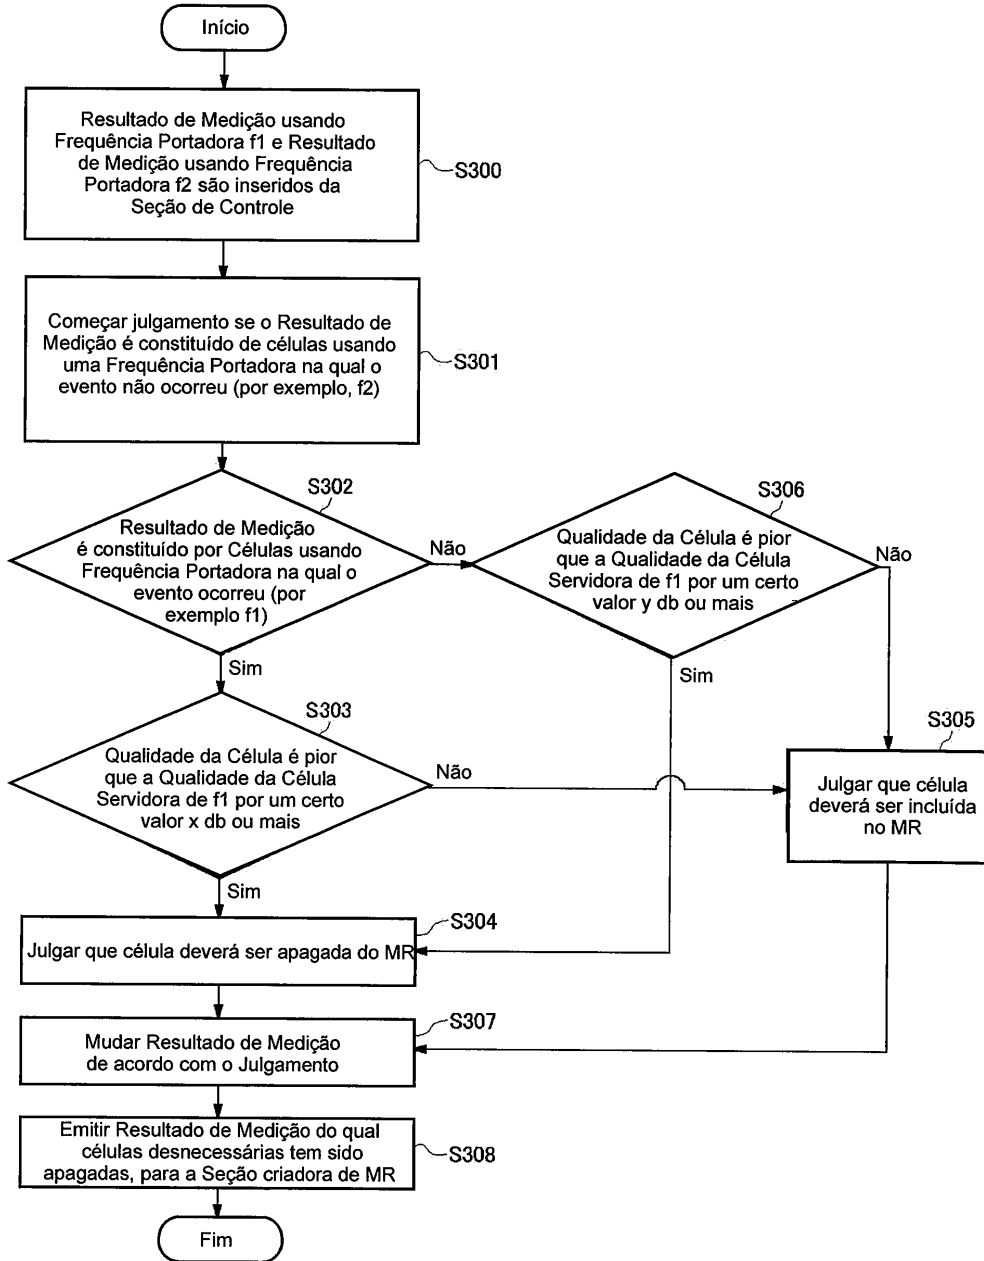 Início
Resultado de Medição usando
Frequência Portadora f1 e Resultado
de Medição usando Frequência
Portadora f2 são inseridos da
Seção de Controle
S300
Começar julgamento se o Resultado de
Medição é constituído de células usando
uma Frequência Portadora na qual o
evento não ocorreu (por exemplo, f2)
S301
S302
Resultado de Medição
é constituído por Células usando
Frequência Portadora na qual o
evento ocorreu (por
exemplo f1)
Não
Sim
S306
Qualidade da Célula é pior
que a Qualidade da Célula
Servidora de f1 por um certo
valor y db ou mais
Não
Sim
S303
Qualidade da Célula é pior
que a Qualidade da Célula
Servidora de f1 por um certo
valor x db ou mais
Não
Sim
S305
Julgar que célula
deverá ser incluída
no MR
S304
Julgar que célula deverá ser apagada do MR
S307
Mudar Resultado de Medição
de acordo com o Julgamento
Emitir Resultado de Medição do qual
células desnecessárias tem sido
apagadas, para a Seção criadora de MR
S308
Fim